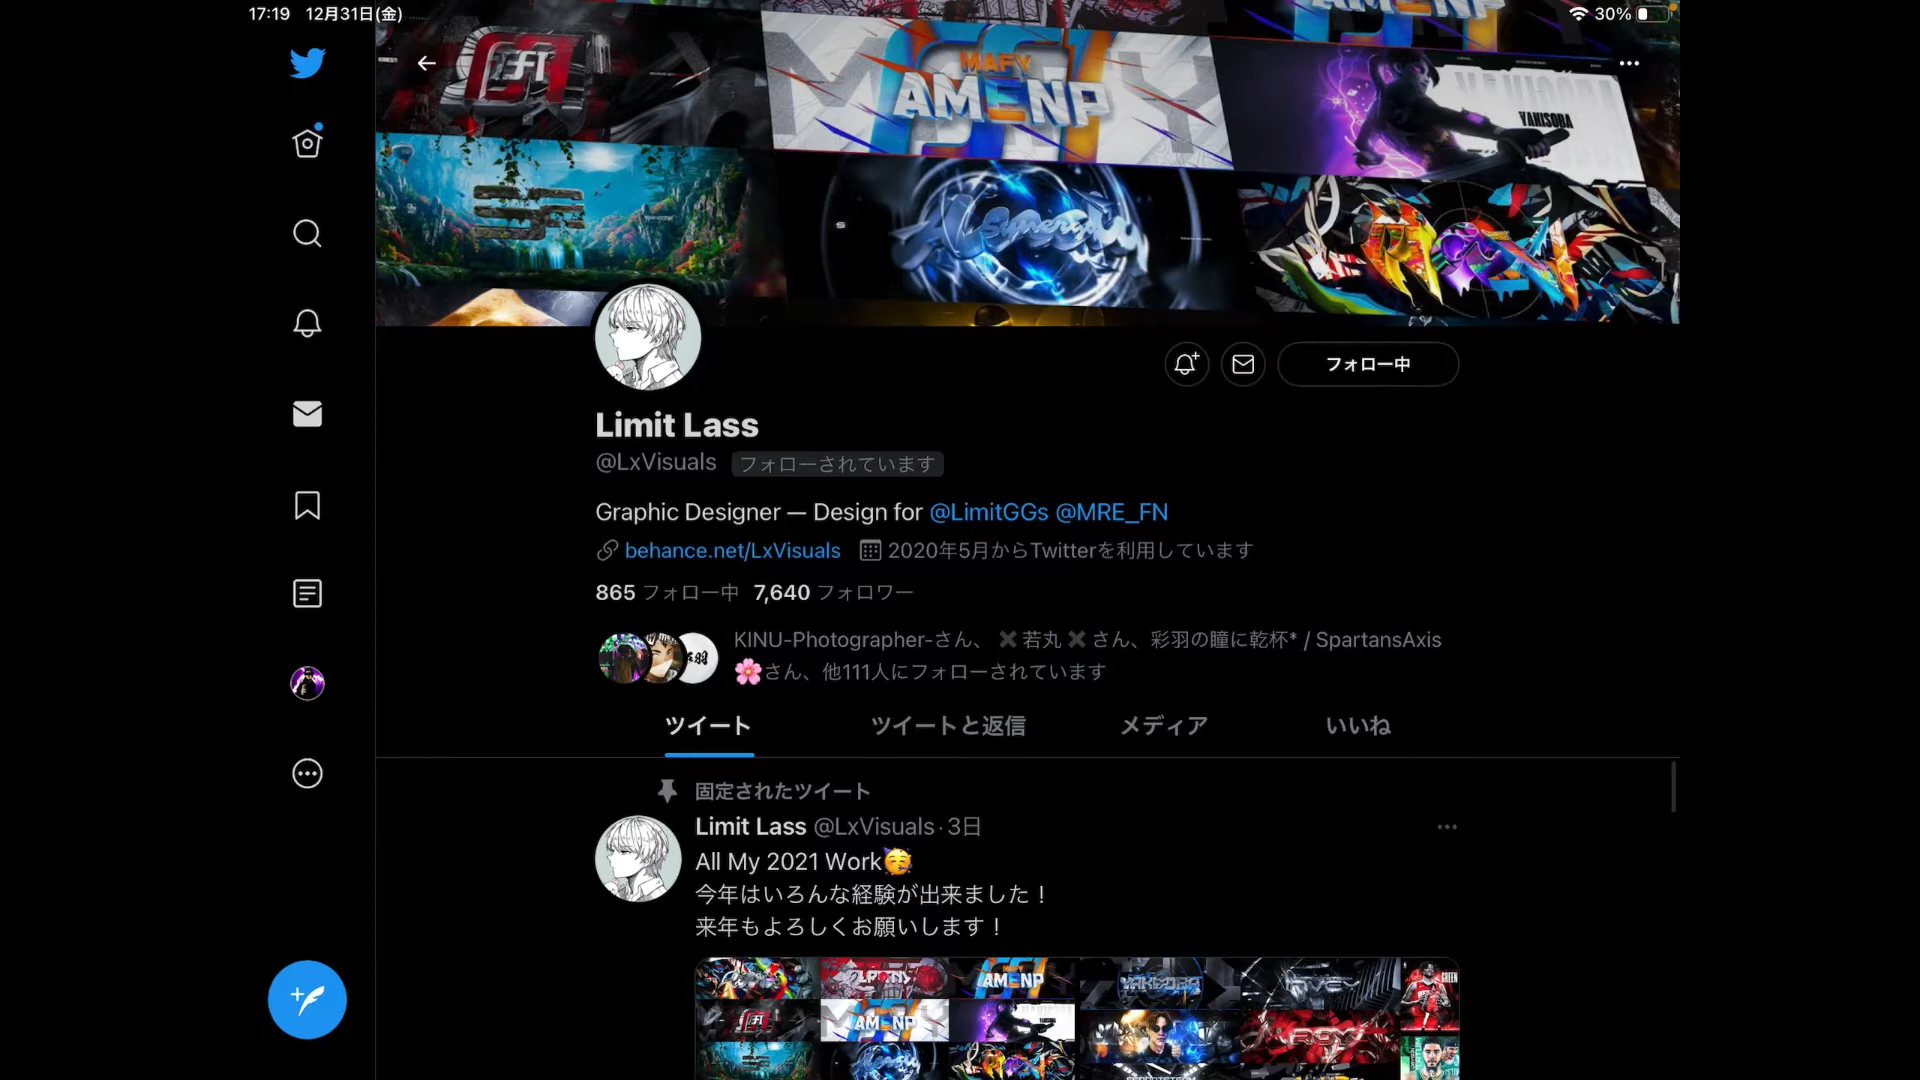 17:19 12月31日(金)
30%
MAFY
AMENP
YAKISOBA
Synergy
Limit Lass
@LxVisuals フォローされています
フォロー中
Graphic Designer — Design for @LimitGGs @MRE_FN
behance.net/LxVisuals 2020年5月からTwitterを利用しています
865 フォロー中 7,640 フォロワー
KINU-Photographer-さん、✖若丸✖さん、彩羽の瞳に乾杯* / SpartansAxis
🌸さん、他111人にフォローされています
ツイート ツイートと返信 メディア いいね
固定されたツイート
Limit Lass @LxVisuals · 3日
All My 2021 Work🥳
今年はいろんな経験が出来ました！
来年もよろしくお願いします！
AMENP
GREEN
AMENP
ROY